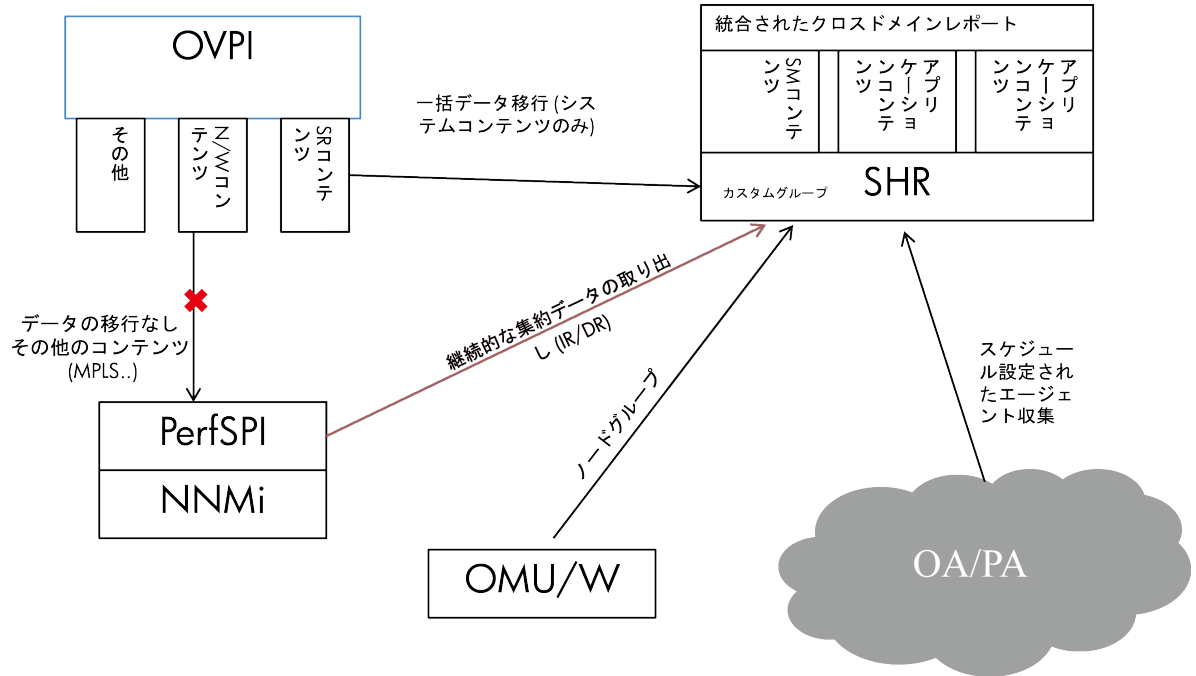 OVPI
その他
N/Wコン
テンツ
SRコンテ
ンツ
一括データ移行 (シス
テムコンテンツのみ)
統合されたクロスドメインレポート
SMコンテ
ンツ
アプリ
ケーショ
ンコンテ
ンツ
アプリ
ケーショ
ンコンテ
ンツ
カスタムグループ
SHR
データの移行なし
その他のコンテンツ
(MPLS..)
継続的な集約データの取り出
し (IR/DR)
ノードグループ
スケジュー
ル設定され
たエージェ
ント収集
PerfSPI
NNMi
OMU/W
OA/PA